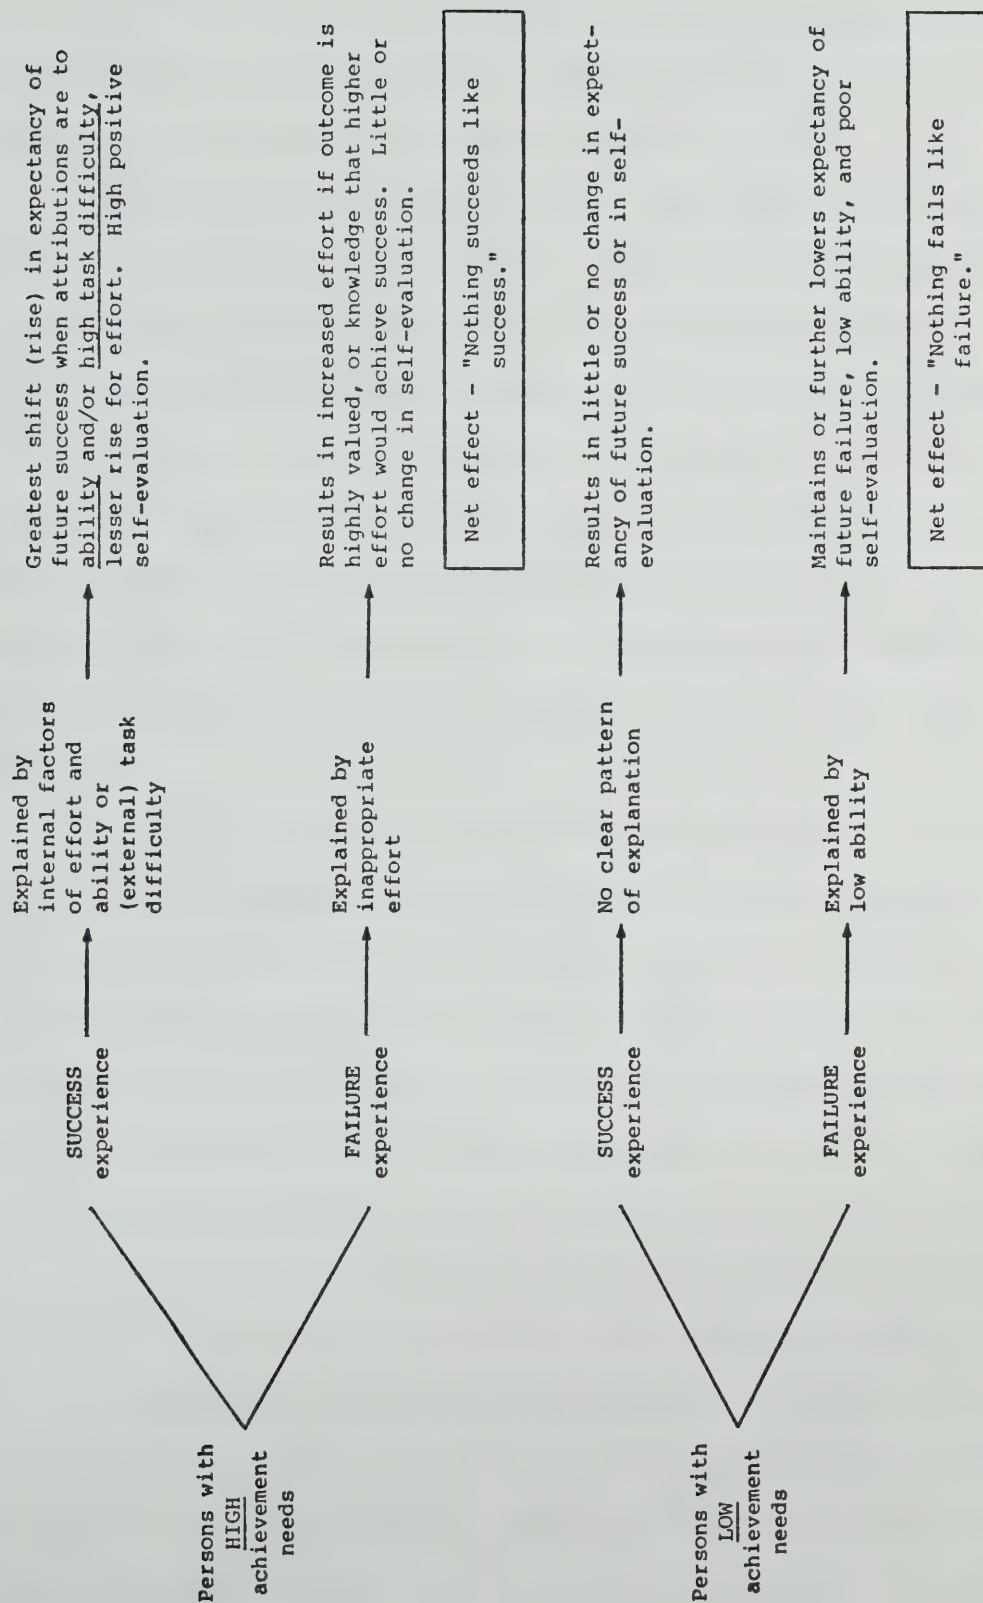 Persons with
HIGH
achievement
needs
SUCCESS
experience
Explained by
internal factors
of effort and
ability or
(external) task
difficulty
Greatest shift (rise) in expectancy of
future success when attributions are to
ability and/or high task difficulty,
lesser rise for effort. High positive
self-evaluation.
FAILURE
experience
Explained by
inappropriate
effort
Results in increased effort if outcome is
highly valued, or knowledge that higher
effort would achieve success. Little or
no change in self-evaluation.
Net effect - "Nothing succeeds like
success."
Persons with
LOW
achievement
needs
SUCCESS
experience
No clear pattern
of explanation
Results in little or no change in expect-
ancy of future success or in self-
evaluation.
FAILURE
experience
Explained by
low ability
Maintains or further lowers expectancy of
future failure, low ability, and poor
self-evaluation.
Net effect - "Nothing fails like
failure."